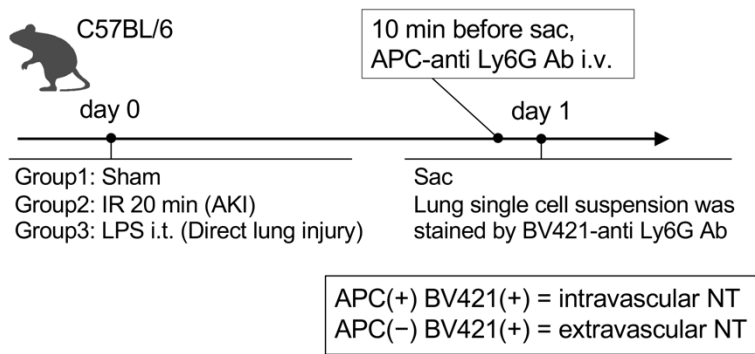 C57BL/6
10 min before sac,
APC-anti Ly6G Ab i.v.
day 0
day 1
Group1: Sham
Group2: IR 20 min (AKI)
Group3: LPS i.t. (Direct lung injury)
Sac
Lung single cell suspension was
stained by BV421-anti Ly6G Ab
APC(+) BV421(+) = intravascular NT
APC(−) BV421(+) = extravascular NT